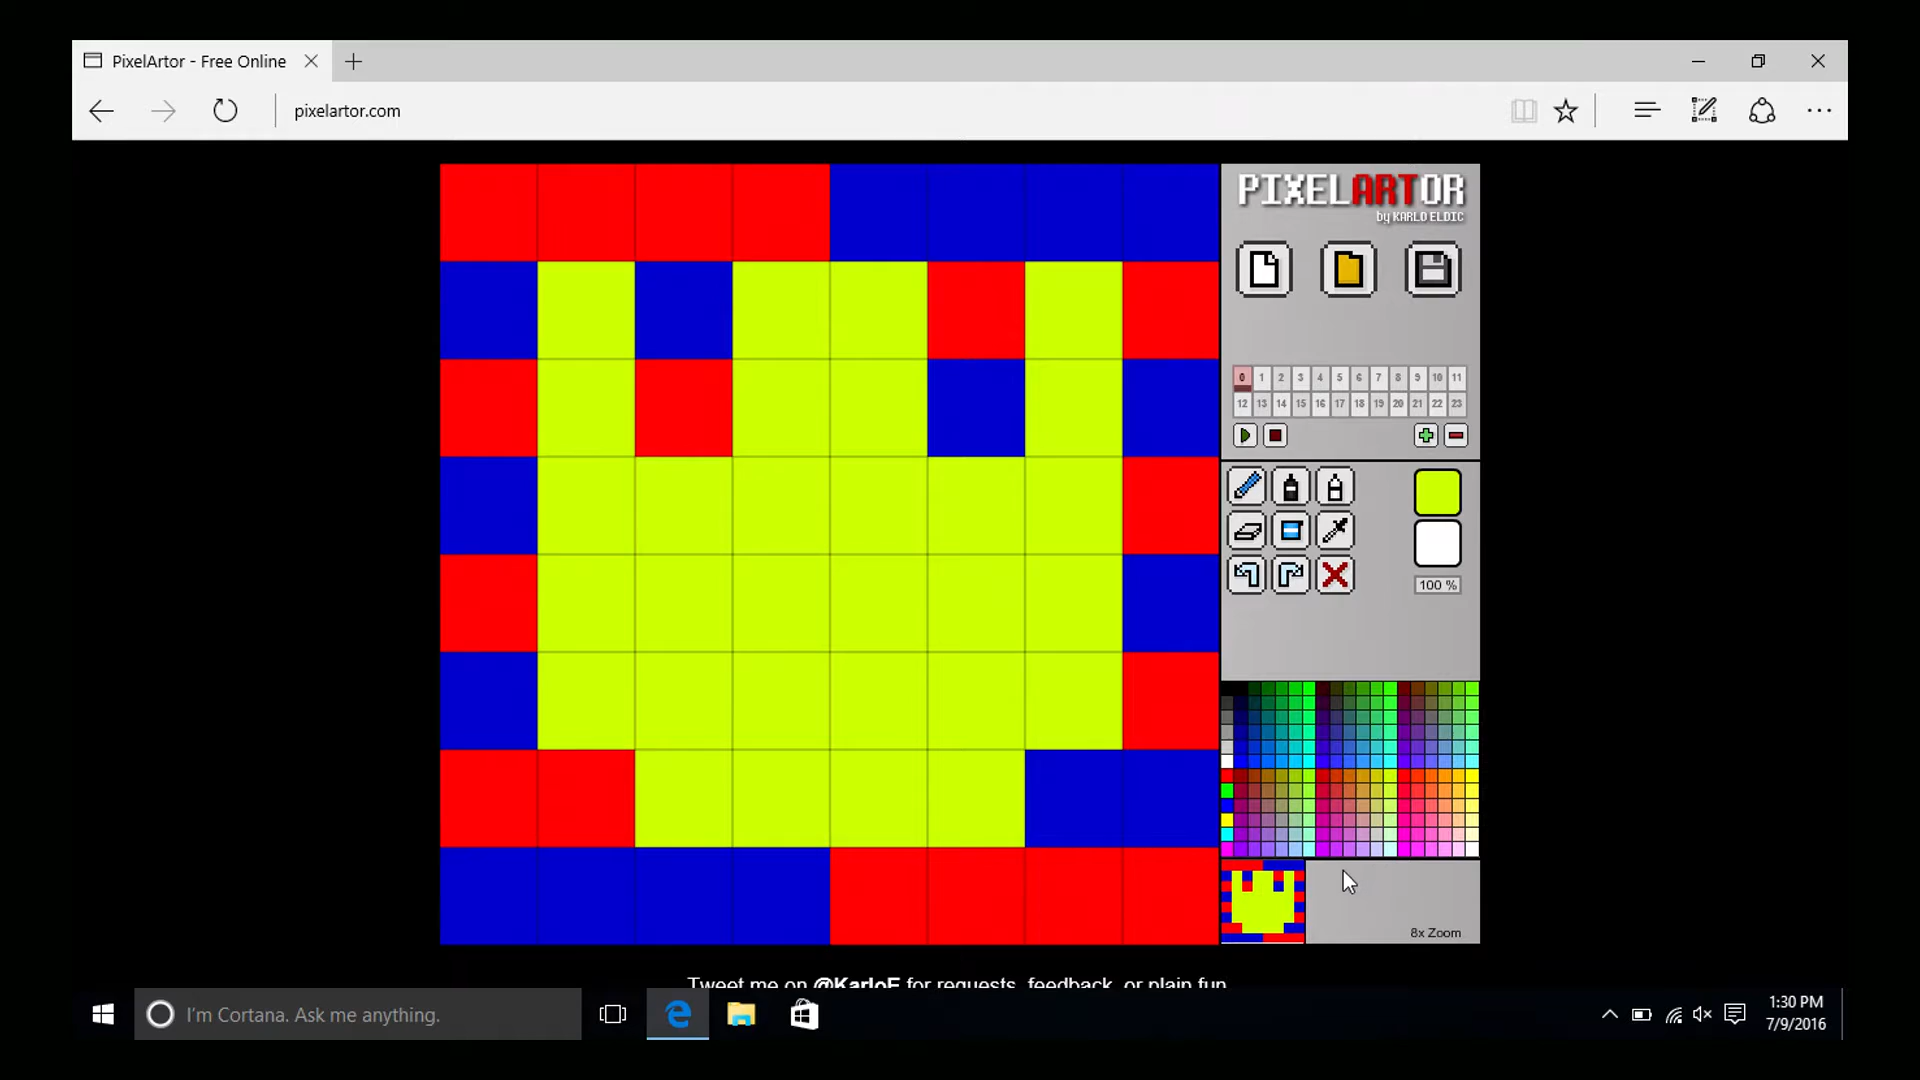 PixelArtor - Free Online
pixelartor.com
PIXELARTOR
by KARLO ELDIC
0 1 2 3 4 5 6 7 8 9 10 11
12 13 14 15 16 17 18 19 20 21 22 23
100 %
8x Zoom
Tweet me on @KarloE for requests, feedback, or plain fun
I'm Cortana. Ask me anything.
1:30 PM
7/9/2016